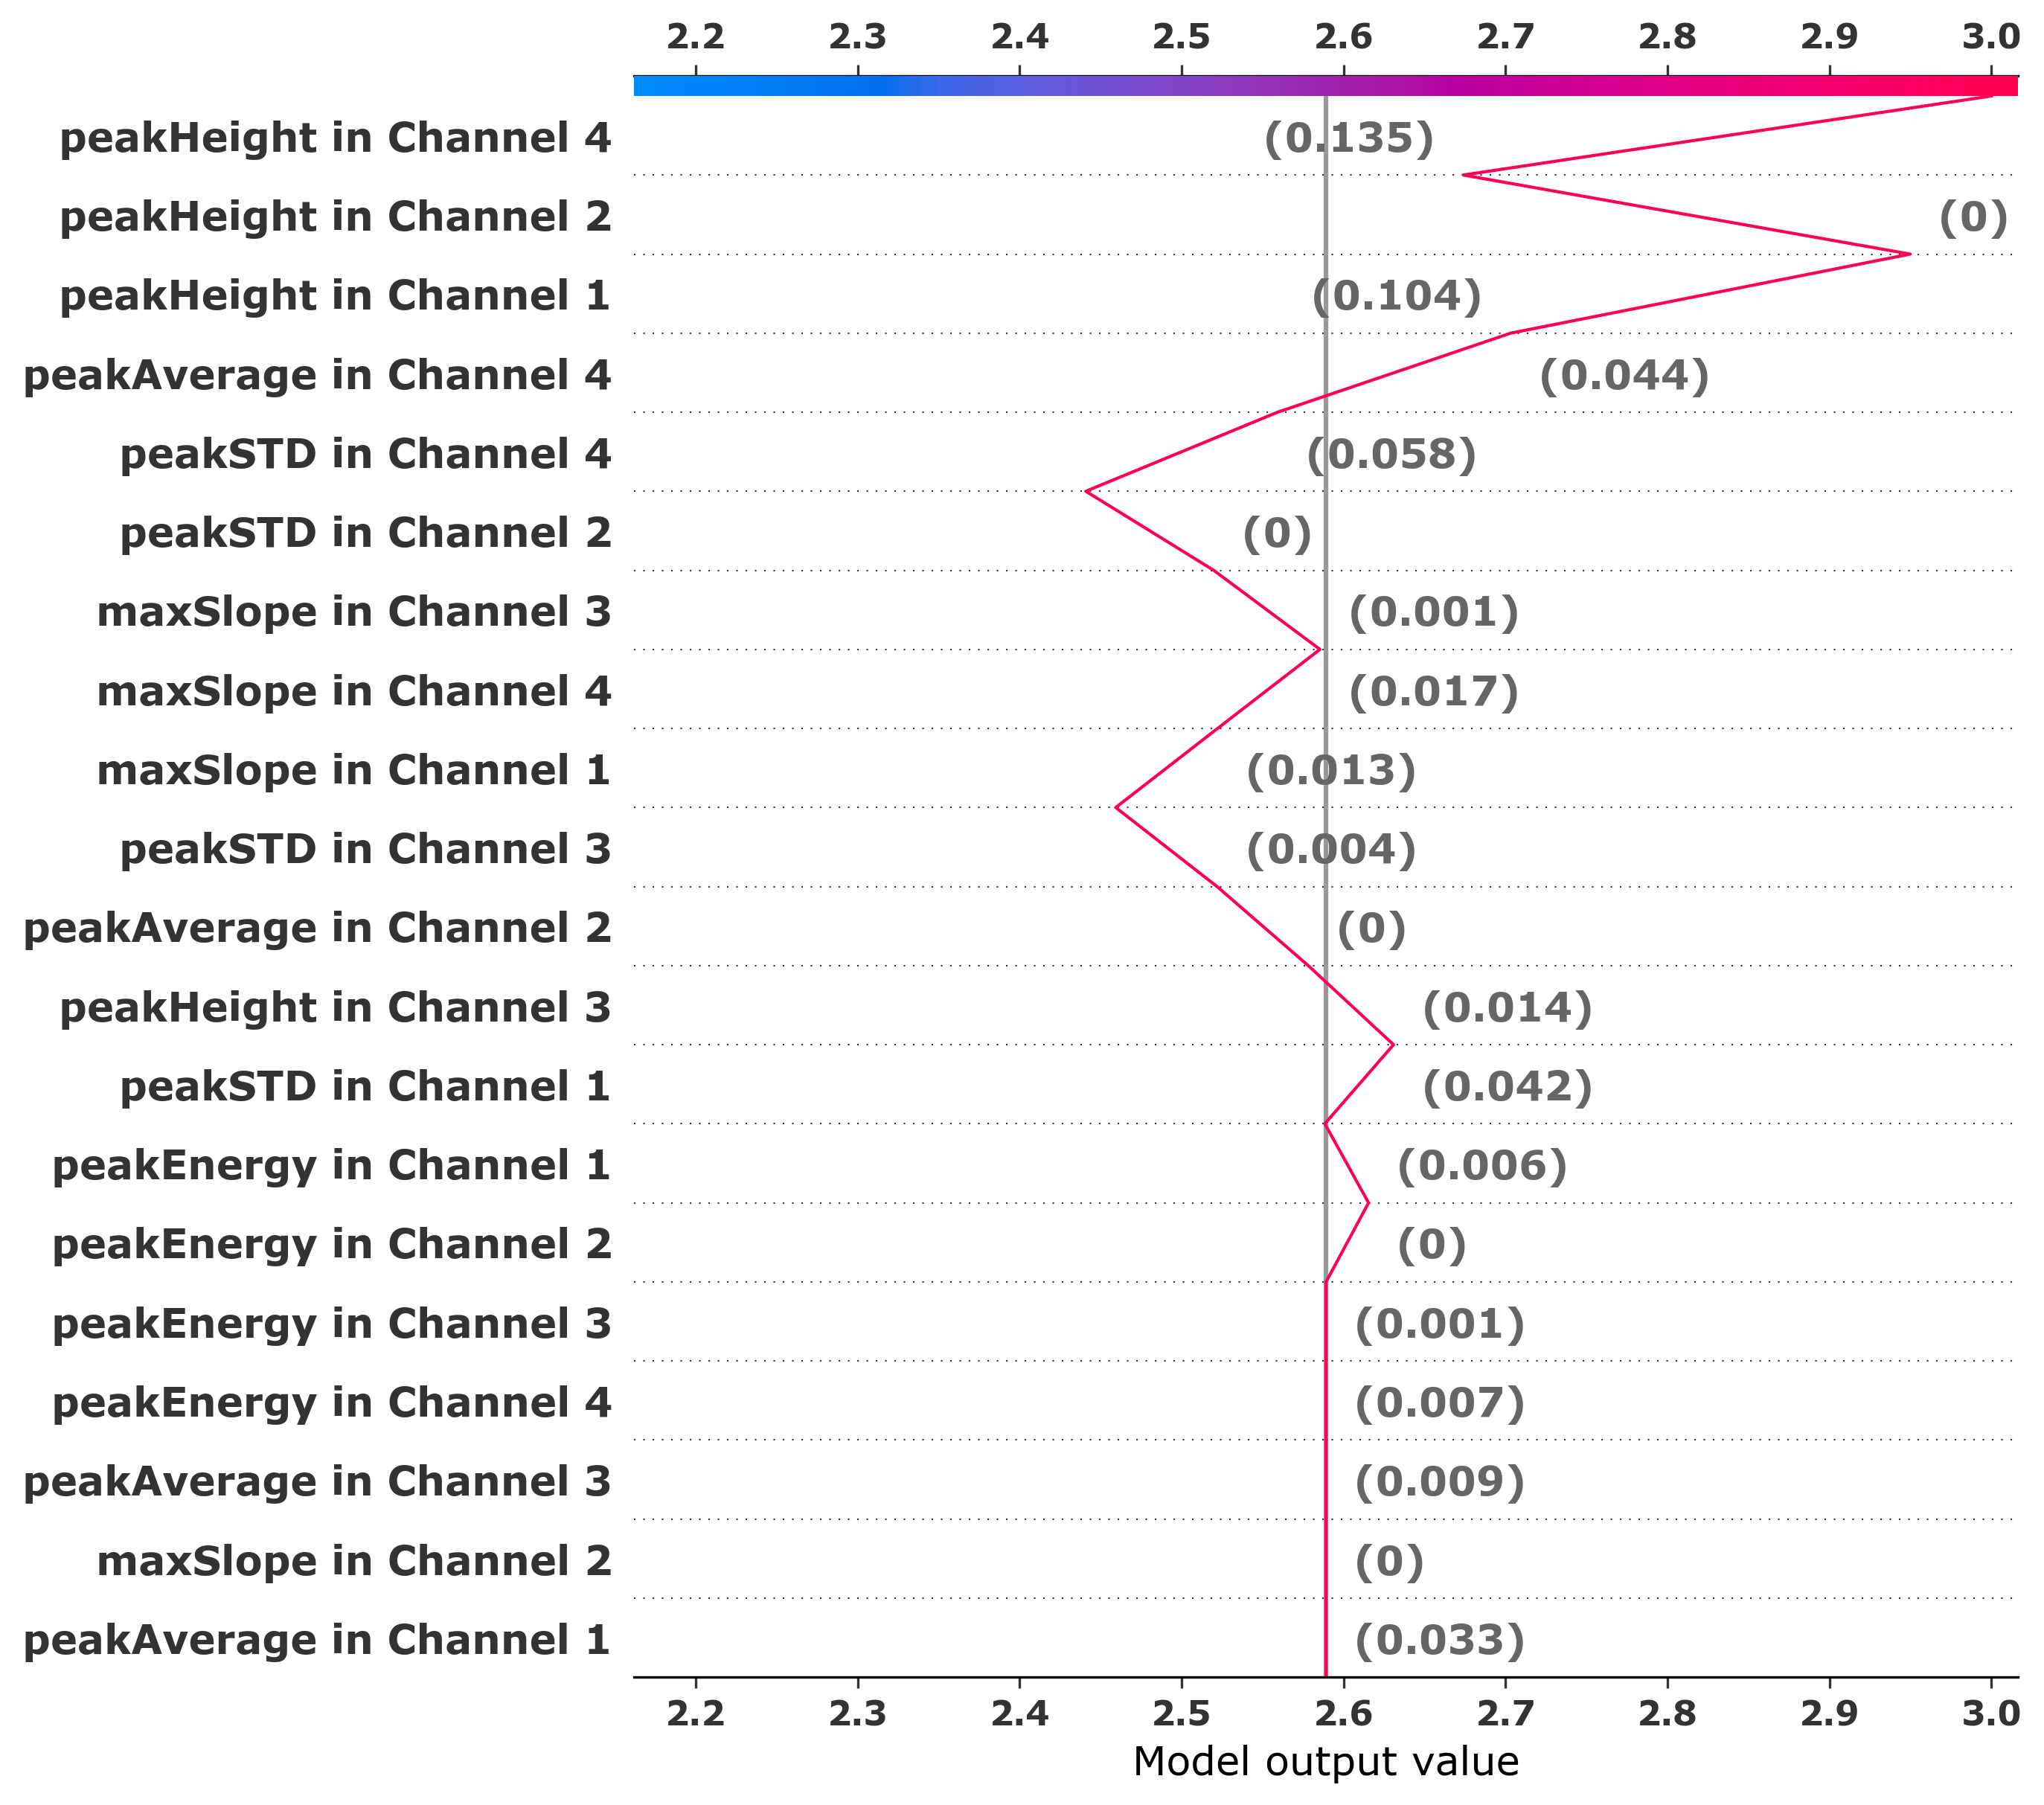 2.2 2.3 2.4 2.5 2.6 2.7 2.8 2.9 3.0
peakHeight in Channel 4 (0.135)
peakHeight in Channel 2 (0)
peakHeight in Channel 1 (0.104)
peakAverage in Channel 4 (0.044)
peakSTD in Channel 4 (0.058)
peakSTD in Channel 2 (0)
maxSlope in Channel 3 (0.001)
maxSlope in Channel 4 (0.017)
maxSlope in Channel 1 (0.013)
peakSTD in Channel 3 (0.004)
peakAverage in Channel 2 (0)
peakHeight in Channel 3 (0.014)
peakSTD in Channel 1 (0.042)
peakEnergy in Channel 1 (0.006)
peakEnergy in Channel 2 (0)
peakEnergy in Channel 3 (0.001)
peakEnergy in Channel 4 (0.007)
peakAverage in Channel 3 (0.009)
maxSlope in Channel 2 (0)
peakAverage in Channel 1 (0.033)
2.2 2.3 2.4 2.5 2.6 2.7 2.8 2.9 3.0
Model output value